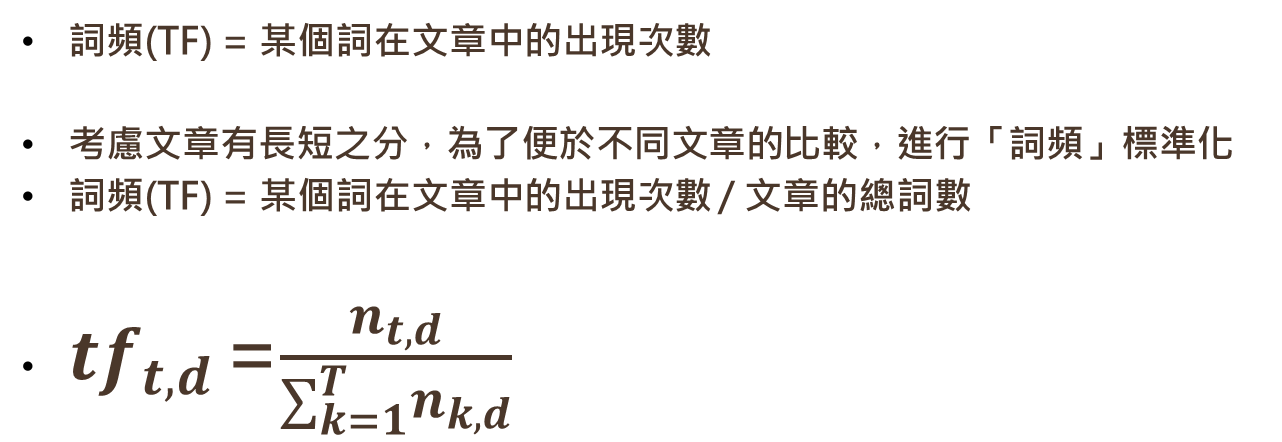 • 詞頻(TF) = 某個詞在文章中的出現次數
• 考慮文章有長短之分，為了便於不同文章的比較，進行「詞頻」標準化
• 詞頻(TF) = 某個詞在文章中的出現次數 / 文章的總詞數
• $tf_{t,d} = \frac{n_{t,d}}{\sum_{k=1}^{T} n_{k,d}}$